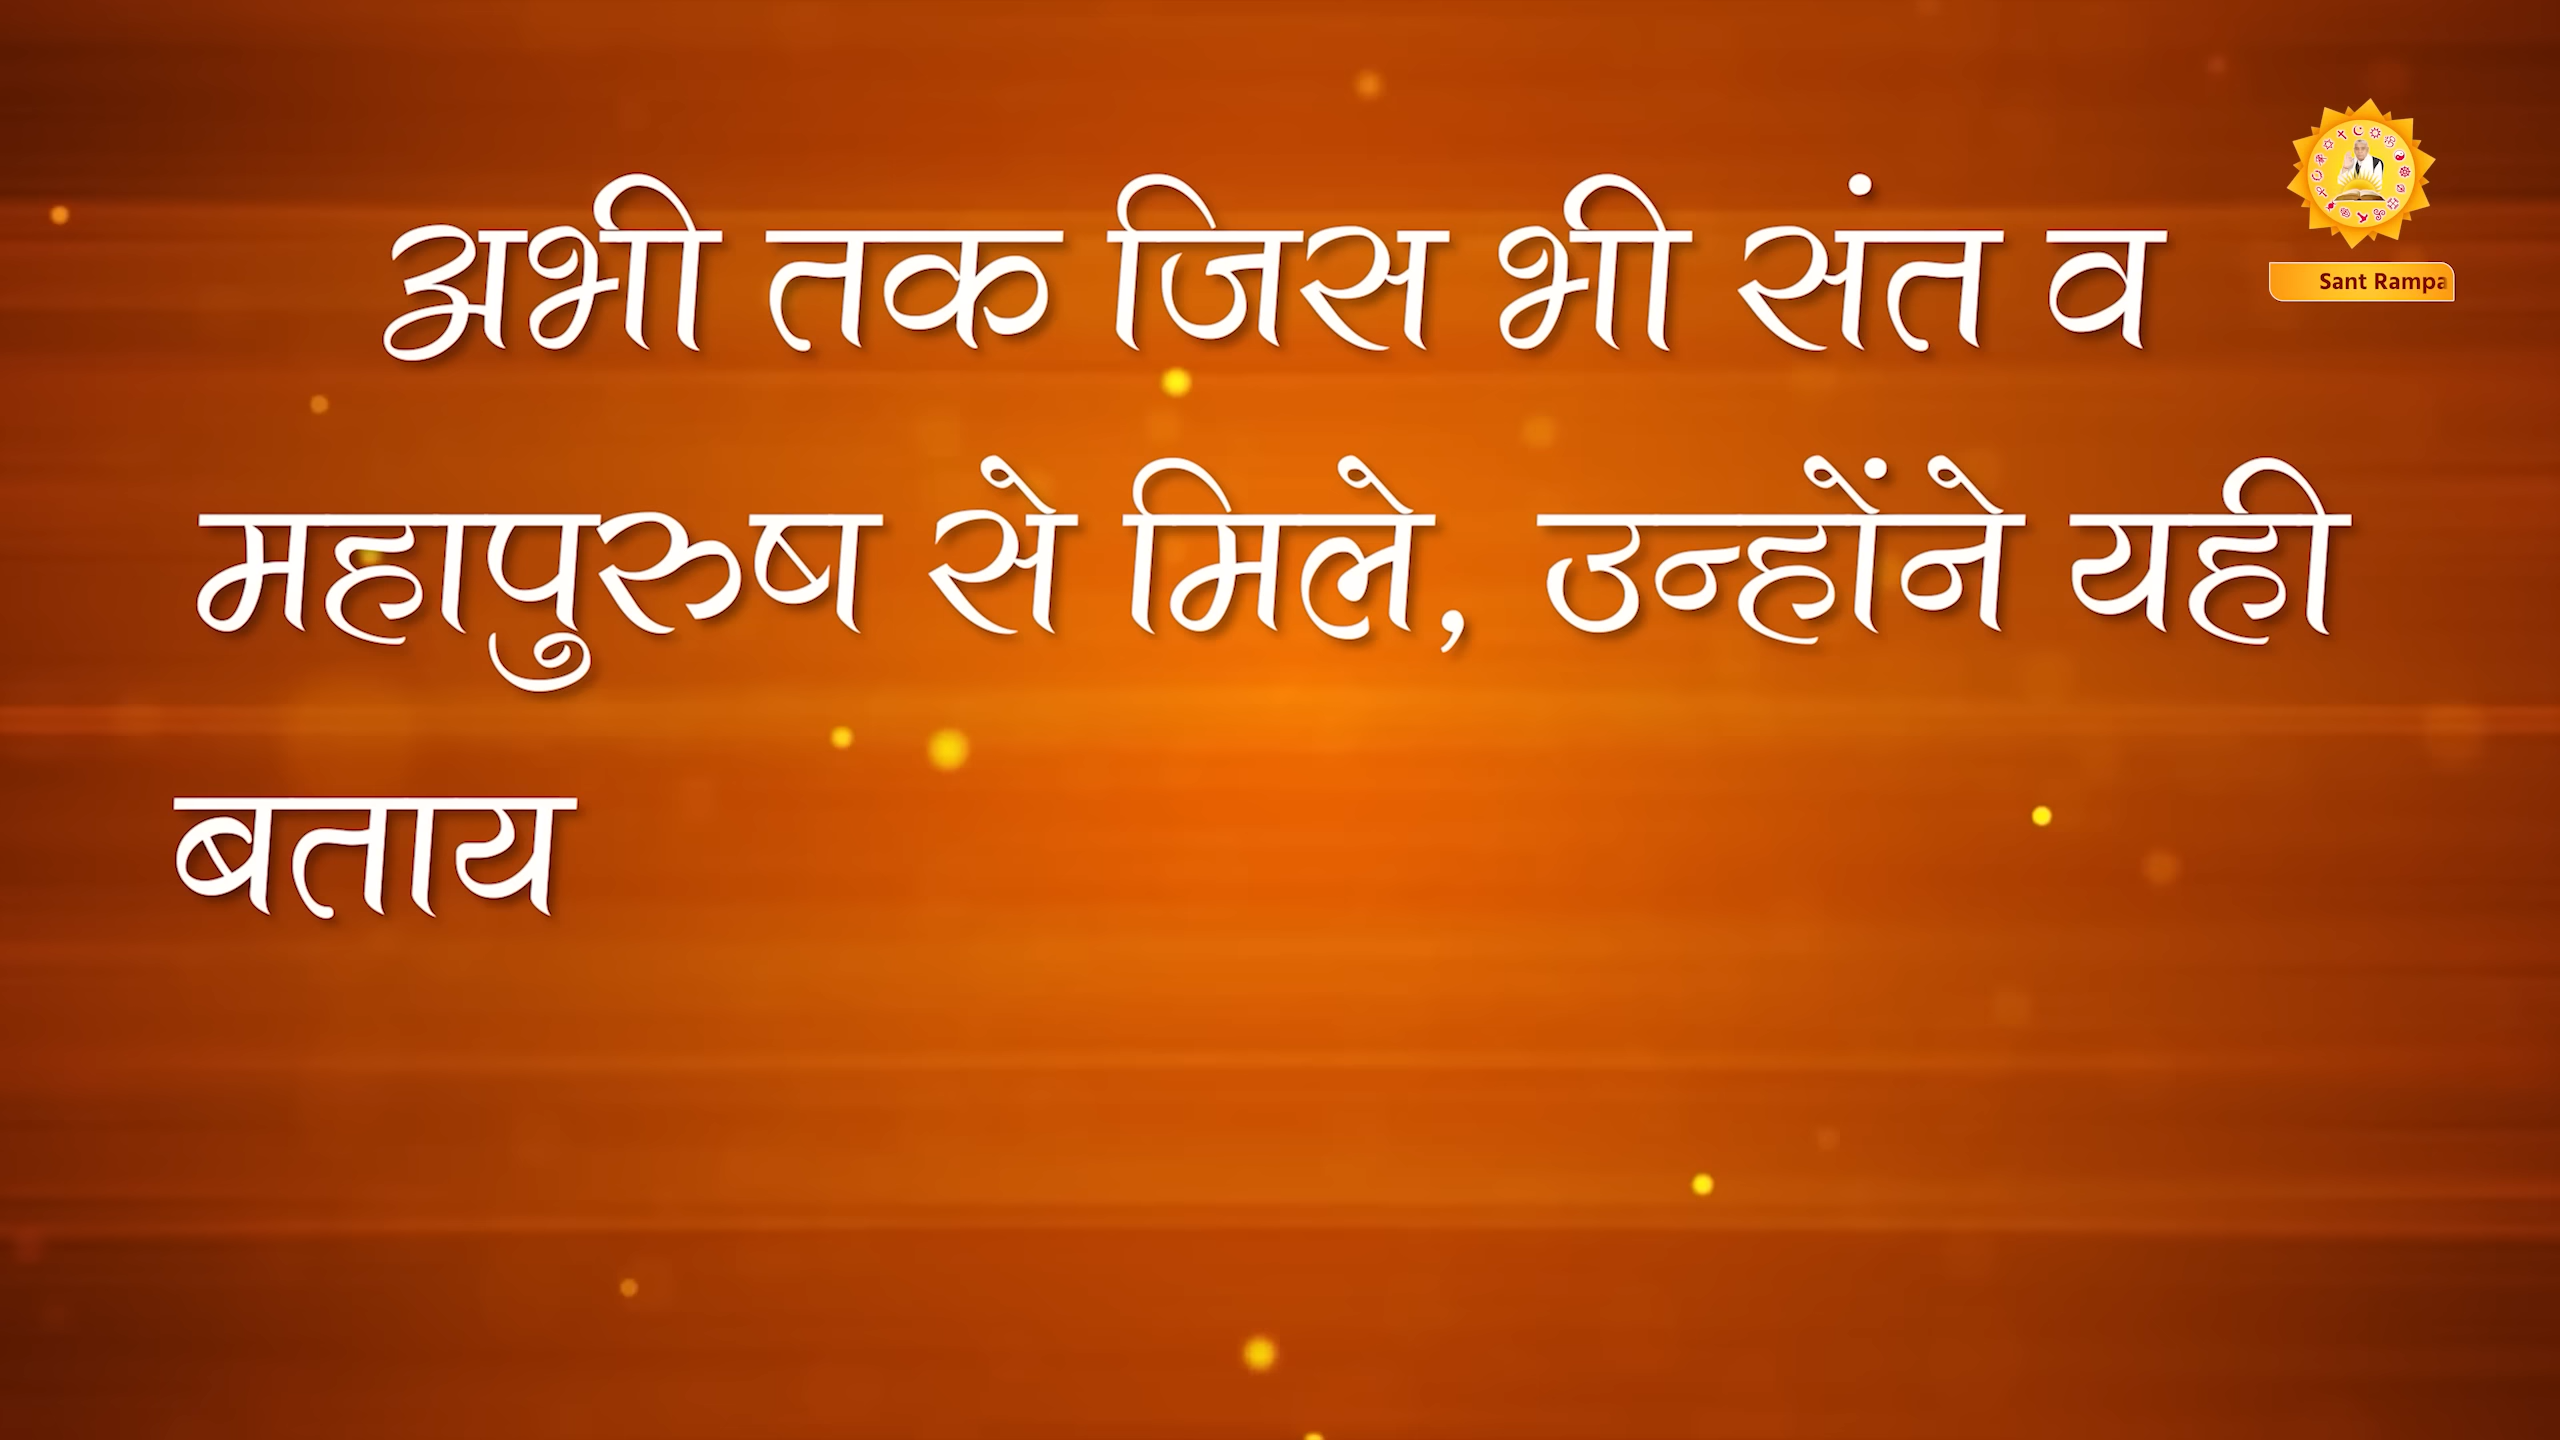 अभी तक जिस भी संत व
महापुरुष से मिले, उन्होंने यही
बताय
Sant Rampa